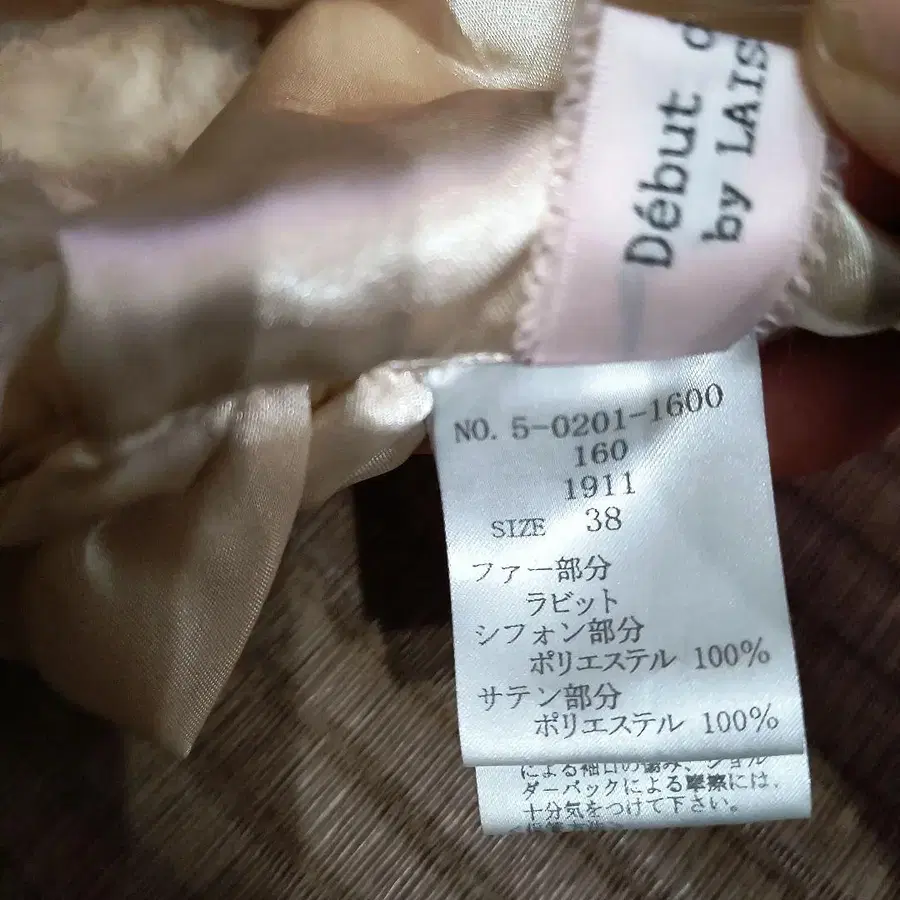 Début
by LAIS
NO. 5-0201-1600
160
1911
SIZE 38
ファー部分
ラビット
シフォン部分
ポリエステル 100%
サテン部分
ポリエステル 100%
による袖口の傷み、ショル
ダーバックによる摩擦には、
十分気をつけて下さい。